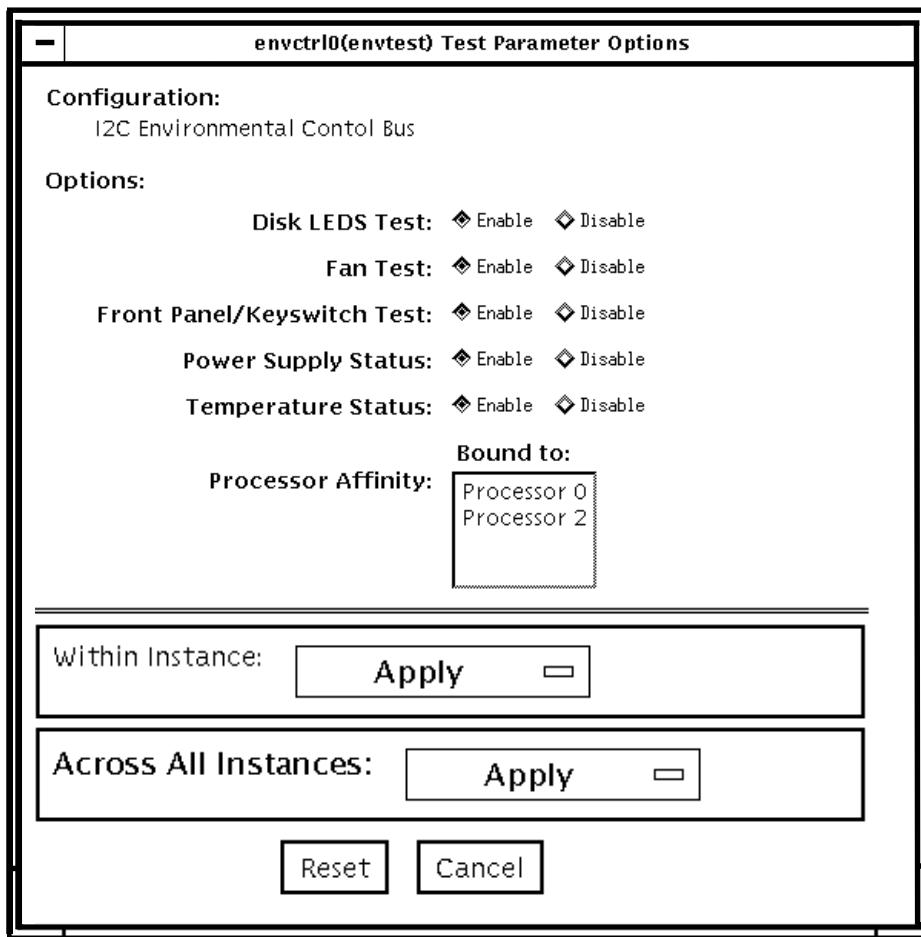 envctrl0(envtest) Test Parameter Options
Configuration:
I2C Environmental Contol Bus
Options:
Disk LEDS Test: Enable Disable
Fan Test: Enable Disable
Front Panel/Keyswitch Test: Enable Disable
Power Supply Status: Enable Disable
Temperature Status: Enable Disable
Bound to:
Processor Affinity:
Processor 0
Processor 2
Within Instance: Apply
Across All Instances: Apply
Reset Cancel